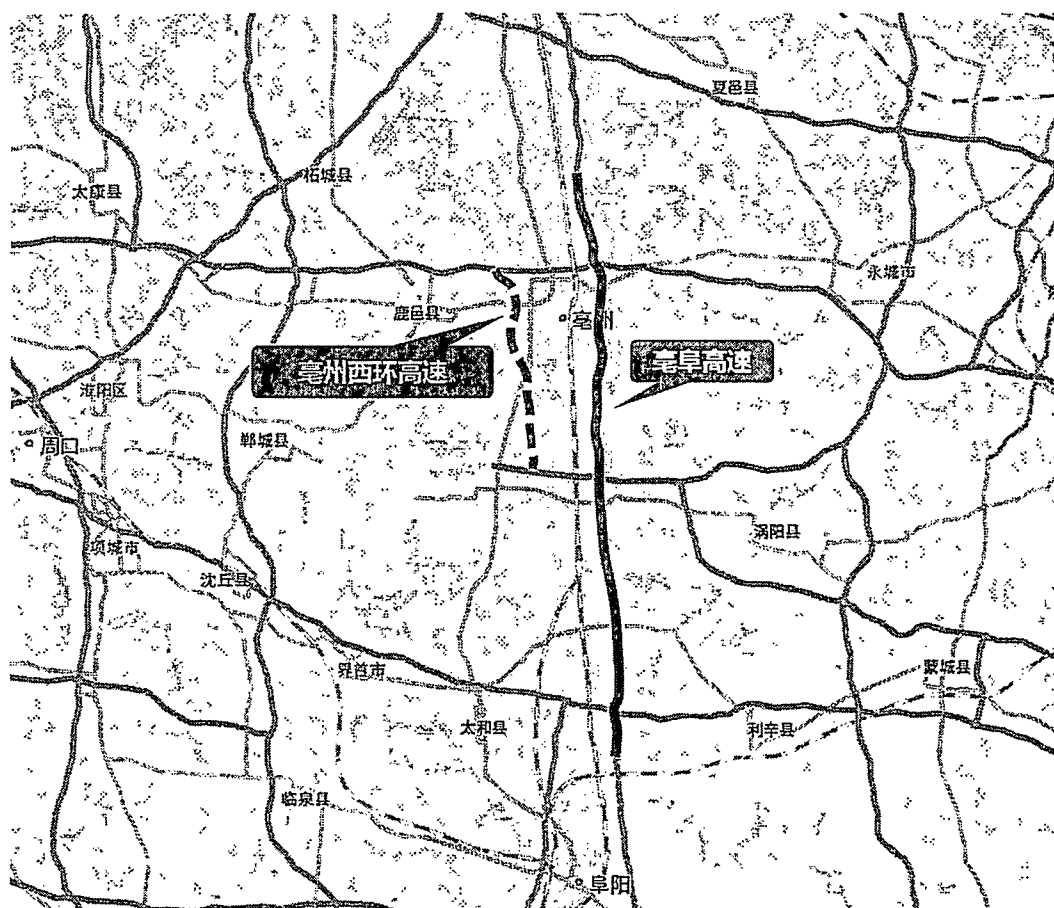 夏邑县
柘城县
太康县
永城市
鹿邑县
亳州
亳州西环高速
亳阜高速
淮阳区
郸城县
周口
涡阳县
项城市
沈丘县
界首市
蒙城县
太和县
利辛县
临泉县
阜阳